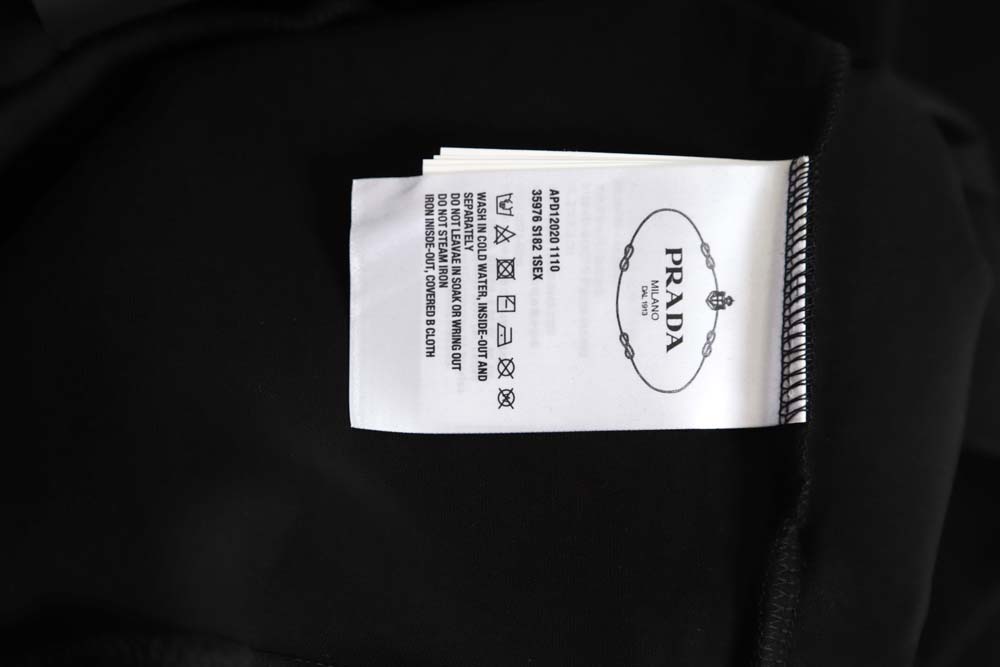 PRADA
MILANO
DAL 1913
APD12020 1110
35976 S182 1SEX
WASH IN COLD WATER, INSIDE-OUT AND
SEPARATELY
DO NOT LEAVAE IN SOAK OR WRING OUT
DO NOT STEAM IRON
IRON INISDE-OUT, COVERED B CLOTH